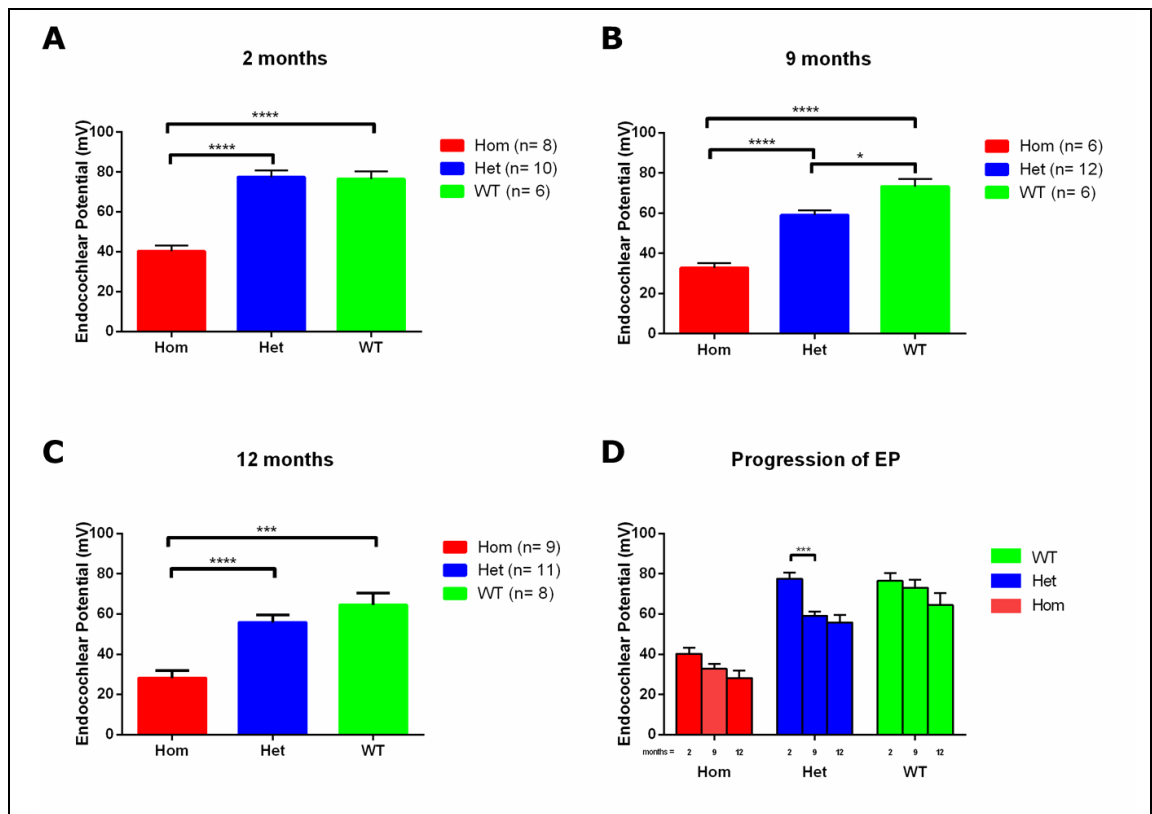 A
2 months
Endocochlear Potential (mV)
100
80
60
40
20
0
****
****
Hom
Het
WT
Hom (n= 8)
Het (n= 10)
WT (n= 6)
B
9 months
Endocochlear Potential (mV)
100
80
60
40
20
0
****
****
*
Hom
Het
WT
Hom (n= 6)
Het (n= 12)
WT (n= 6)
C
12 months
Endocochlear Potential (mV)
100
80
60
40
20
0
***
****
Hom
Het
WT
Hom (n= 9)
Het (n= 11)
WT (n= 8)
D
Progression of EP
Endocochlear Potential (mV)
100
80
60
40
20
0
***
months = 2 9 12 2 9 12 2 9 12
Hom
Het
WT
WT
Het
Hom